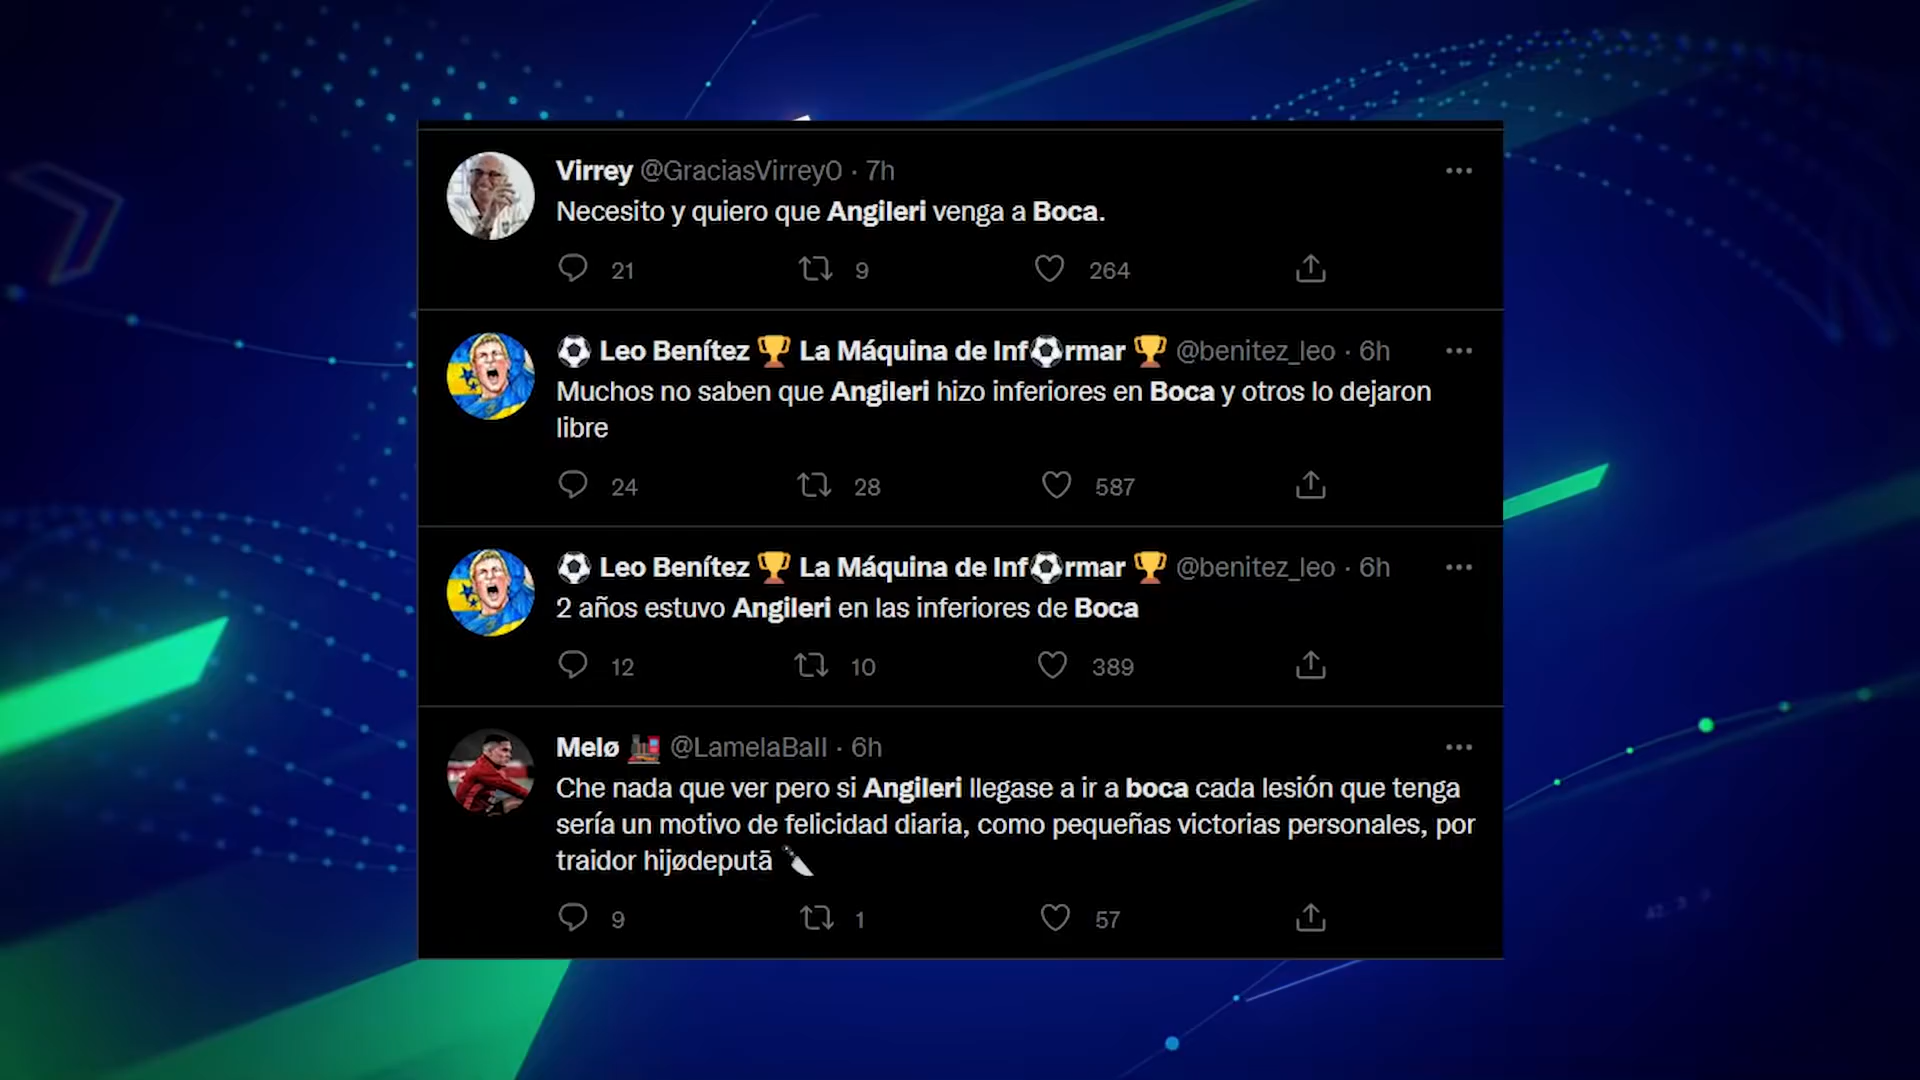 Virrey @GraciasVirrey0 · 7h
Necesito y quiero que Angileri venga a Boca.
21 9 264
⚽ Leo Benítez 🏆 La Máquina de Inf⚽rmar 🏆 @benitez_leo · 6h
Muchos no saben que Angileri hizo inferiores en Boca y otros lo dejaron
libre
24 28 587
⚽ Leo Benítez 🏆 La Máquina de Inf⚽rmar 🏆 @benitez_leo · 6h
2 años estuvo Angileri en las inferiores de Boca
12 10 389
Melø 🚂 @LamelaBall · 6h
Che nada que ver pero si Angileri llegase a ir a boca cada lesión que tenga
sería un motivo de felicidad diaria, como pequeñas victorias personales, por
traidor hijødeputā 🔪
9 1 57